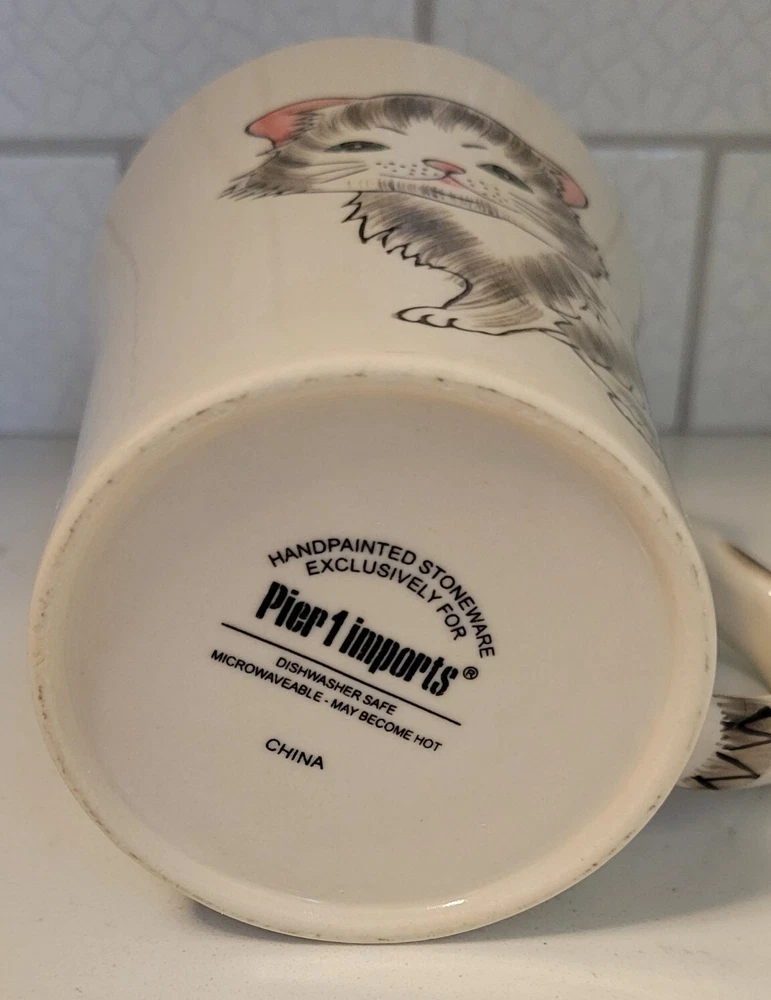 HANDPAINTED STONEWARE
EXCLUSIVELY FOR
Pier 1 imports®
DISHWASHER SAFE
MICROWAVEABLE - MAY BECOME HOT
CHINA